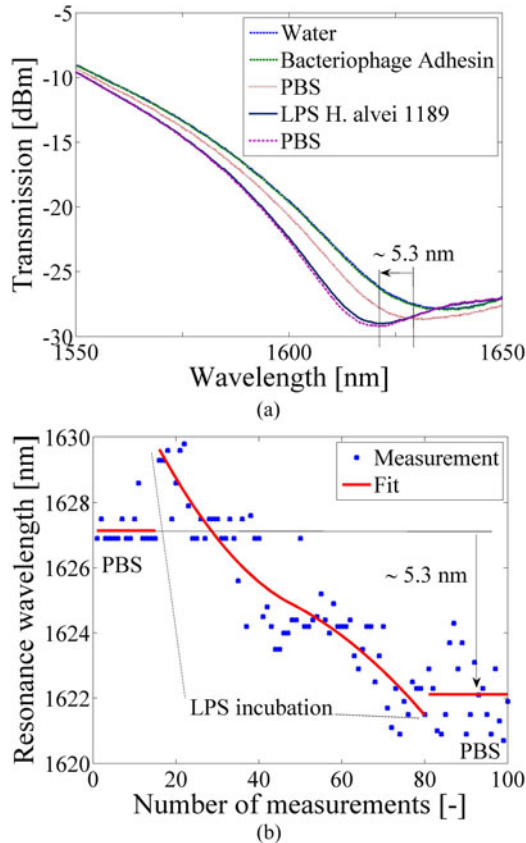 -5
-10
-15
-20
-25
-30
Transmission [dBm]
Water
Bacteriophage Adhesin
PBS
LPS H. alvei 1189
PBS
~ 5.3 nm
1550
1600
1650
Wavelength [nm]
(a)
1630
1628
1626
1624
1622
1620
Resonance wavelength [nm]
Measurement
Fit
PBS
~ 5.3 nm
LPS incubation
PBS
0
20
40
60
80
100
Number of measurements [-]
(b)